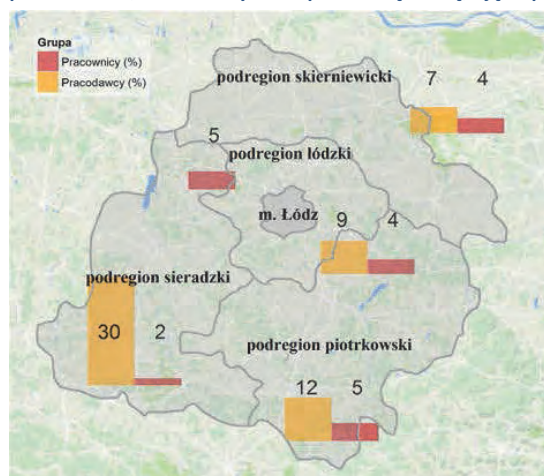 Grupa
Pracownicy (%)
Pracodawcy (%)
podregion skierniewicki
7 4
5
podregion łódzki
m. Łódz
9 4
podregion sieradzki
30 2
podregion piotrkowski
12 5